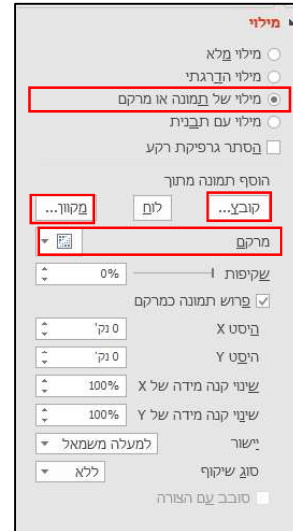 מילוי
מילוי מלא
מילוי הדרגתי
מילוי של תמונה או מרקם
מילוי עם תבנית
הסתר גרפיקת רקע
הוסף תמונה מתוך
קובץ... לוח מקוון...
מרקם
שקיפות 0%
פרוש תמונה כמרקם
היסט X 0 נק'
היסט Y 0 נק'
שינוי קנה מידה של X 100%
שינוי קנה מידה של Y 100%
יישור למעלה משמאל
סוג שיקוף ללא
סובב עם הצורה